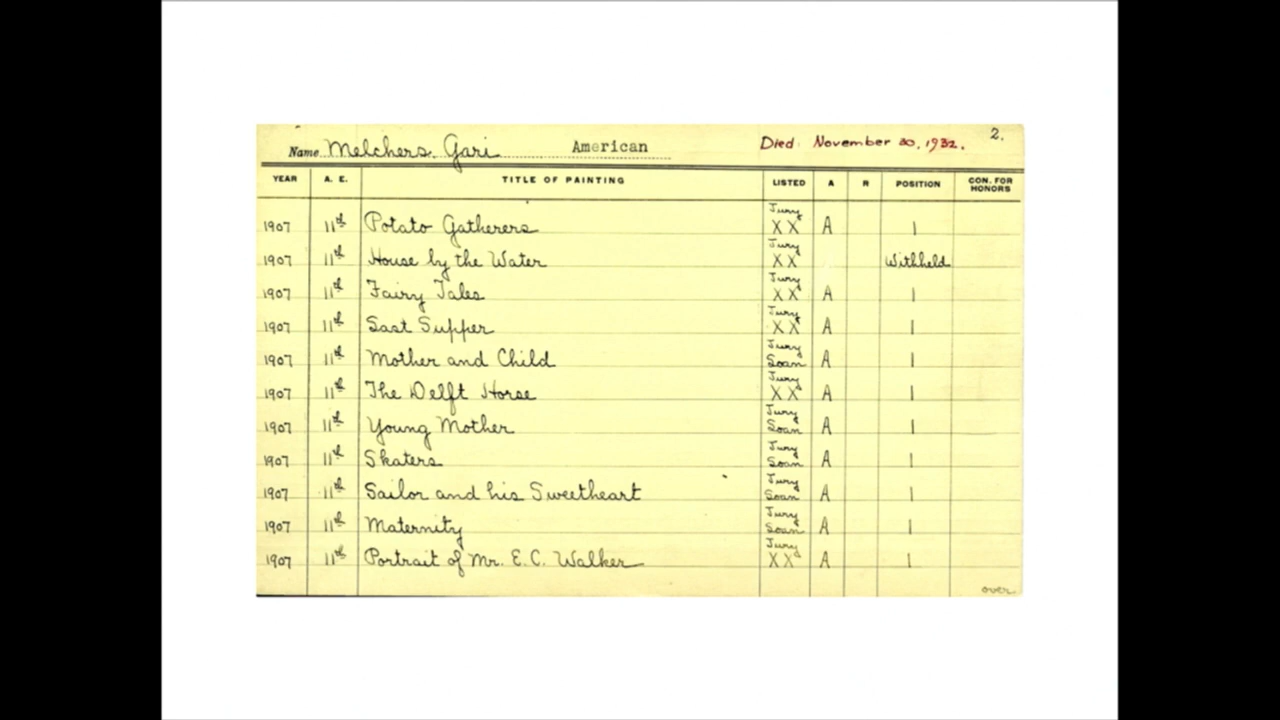 Name Melchers, Gari American Died: November 30, 1932. 2.
YEAR A. E. TITLE OF PAINTING LISTED A R POSITION CON. FOR HONORS
1907 11th Potato Gatherers Jury XX A 1
1907 11th House by the Water Jury XX Withheld
1907 11th Fairy Tales Jury XX A 1
1907 11th Last Supper Jury XX A 1
1907 11th Mother and Child Jury Loan A 1
1907 11th The Delft Horse Jury XX A 1
1907 11th Young Mother Jury Loan A 1
1907 11th Skaters Jury Loan A 1
1907 11th Sailor and his Sweetheart Jury Loan A 1
1907 11th Maternity Jury Loan A 1
1907 11th Portrait of Mr. E. C. Walker Jury XX A 1
over.